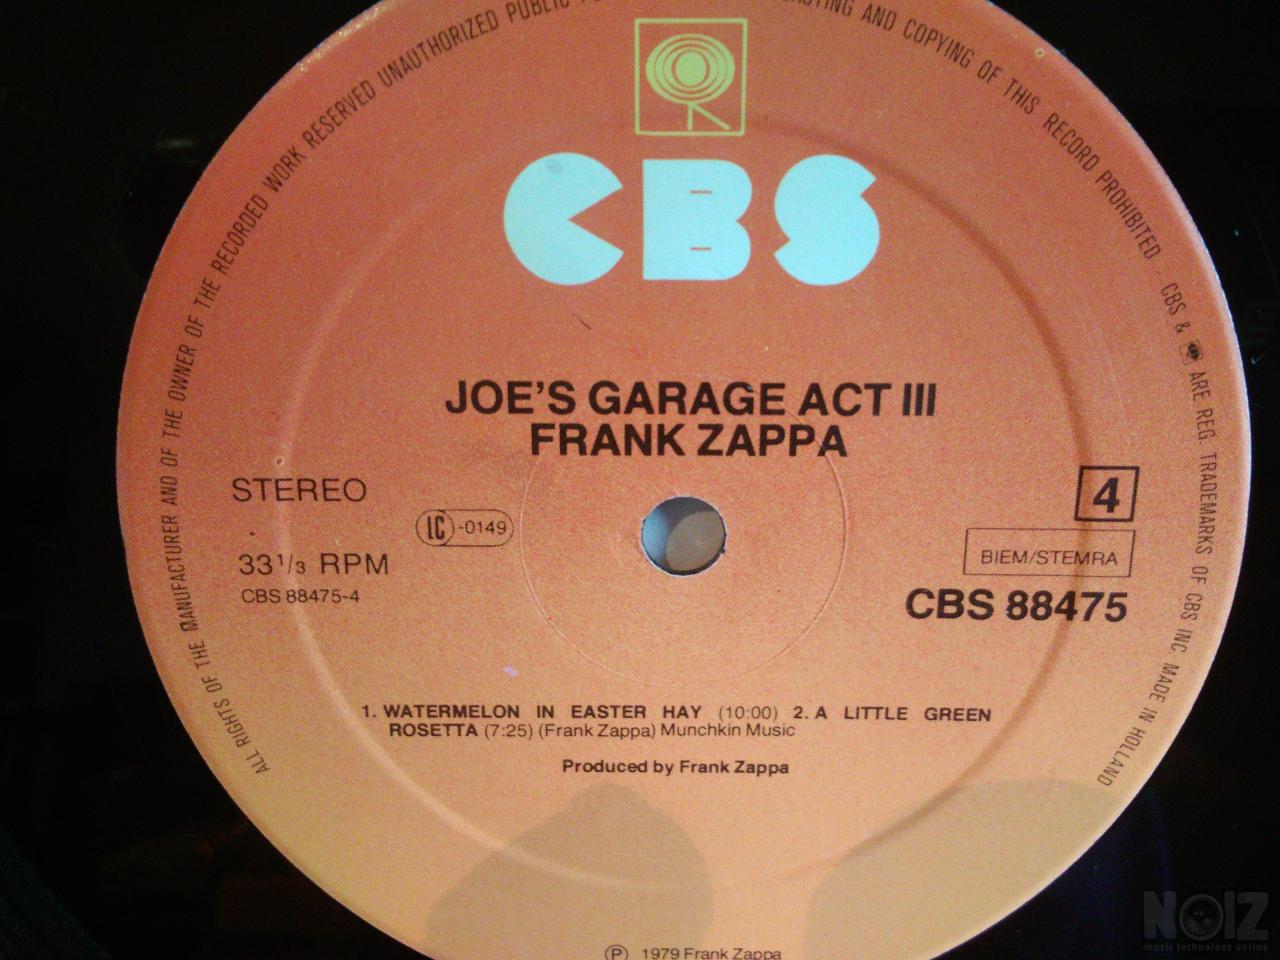 ALL RIGHTS OF THE MANUFACTURER AND OF THE OWNER OF THE RECORDED WORK RESERVED UNAUTHORIZED PUBLIC
AND COPYING OF THIS RECORD PROHIBITED - CBS & ARE REG. TRADEMARKS OF CBS INC. MADE IN HOLLAND
CBS
JOE'S GARAGE ACT III
FRANK ZAPPA
STEREO
4
LC -0149
33 1/3 RPM
BIEM/STEMRA
CBS 88475-4
CBS 88475
1. WATERMELON IN EASTER HAY (10:00) 2. A LITTLE GREEN
ROSETTA (7:25) (Frank Zappa) Munchkin Music
Produced by Frank Zappa
℗ 1979 Frank Zappa
NOIZ
music technology online